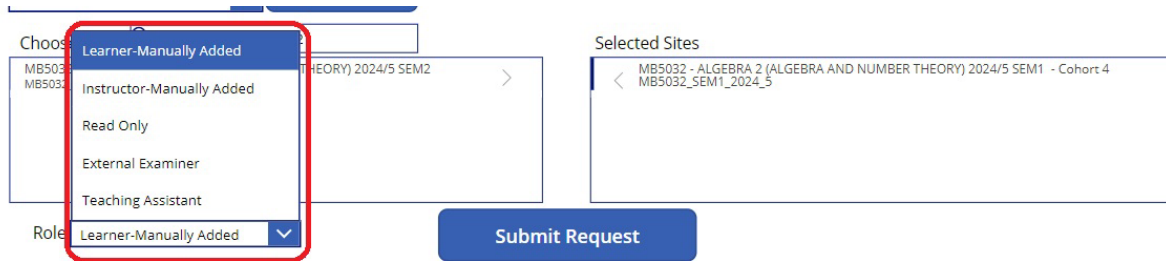 Choos
2
Selected Sites
Learner-Manually Added
Instructor-Manually Added
Read Only
External Examiner
Teaching Assistant
MB503
THEORY) 2024/5 SEM2
MB5032
MB5032 - ALGEBRA 2 (ALGEBRA AND NUMBER THEORY) 2024/5 SEM1 - Cohort 4
MB5032_SEM1_2024_5
Role
Learner-Manually Added
Submit Request